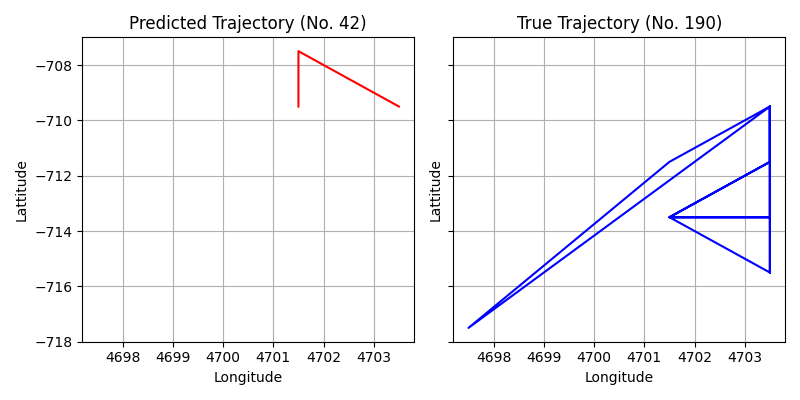 Predicted Trajectory (No. 42)
−708
−710
−712
−714
−716
−718
Lattitude
4698 4699 4700 4701 4702 4703
Longitude
True Trajectory (No. 190)
Lattitude
4698 4699 4700 4701 4702 4703
Longitude